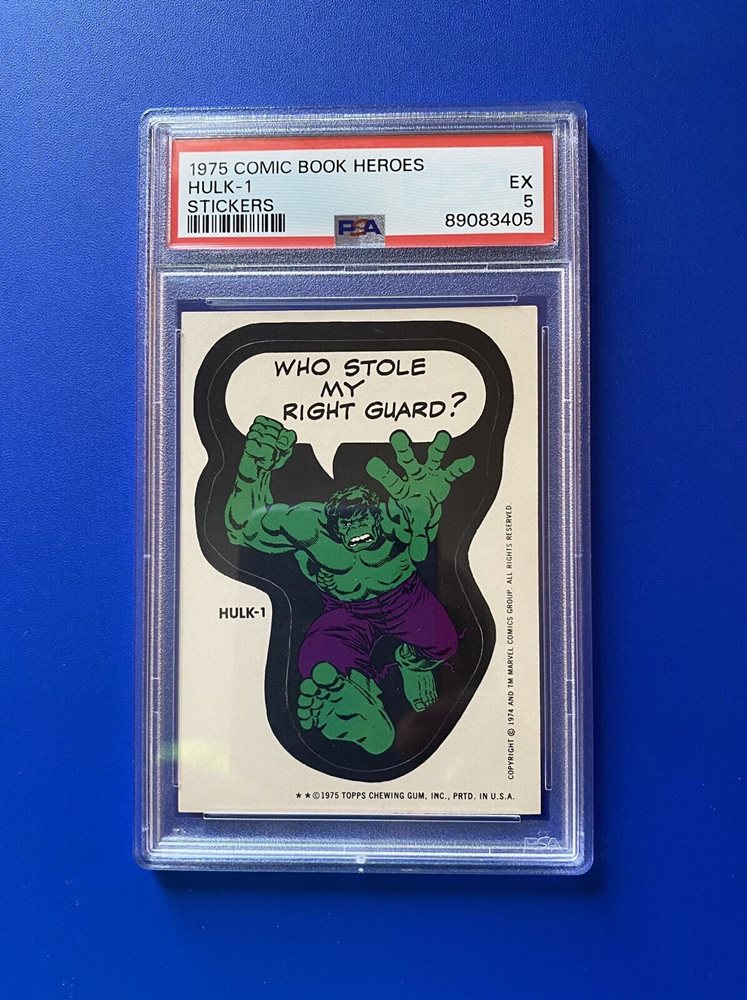 1975 COMIC BOOK HEROES
HULK-1
STICKERS
EX
5
89083405
PSA
WHO STOLE
MY
RIGHT GUARD?
HULK-1
COPYRIGHT © 1974 AND TM MARVEL COMICS GROUP. ALL RIGHTS RESERVED
★★©1975 TOPPS CHEWING GUM, INC., PRTD. IN U.S.A.
PSA